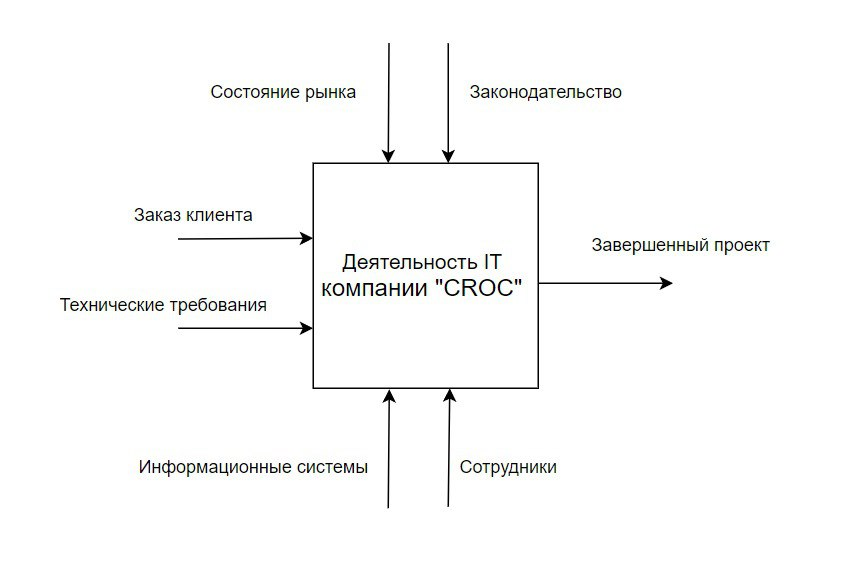 Состояние рынка
Законодательство
Заказ клиента
Технические требования
Деятельность IT
компании "CROC"
Завершенный проект
Информационные системы
Сотрудники